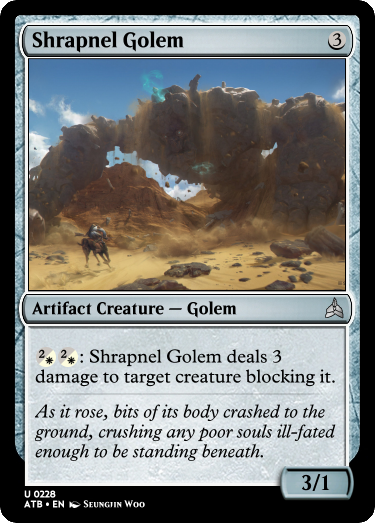 Shrapnel Golem 3
Artifact Creature — Golem
2 2 : Shrapnel Golem deals 3
damage to target creature blocking it.
As it rose, bits of its body crashed to the
ground, crushing any poor souls ill-fated
enough to be standing beneath.
3/1
U 0228
ATB • EN Seungjin Woo